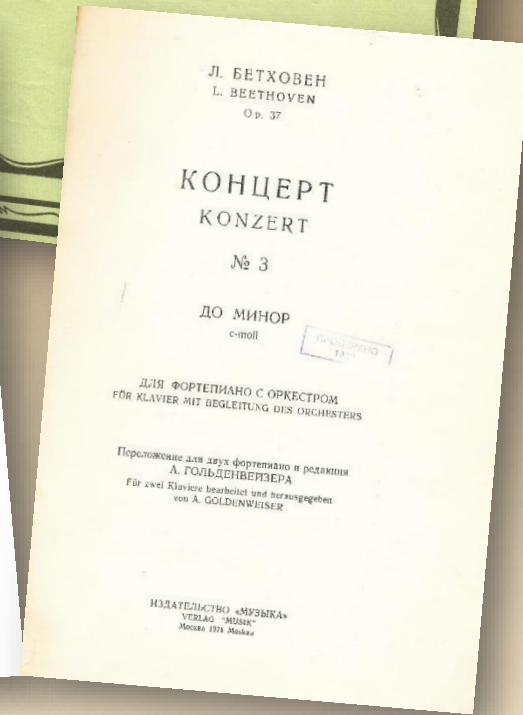 Л. БЕТХОВЕН
L. BEETHOVEN
Op. 37
КОНЦЕРТ
KONZERT
№ 3
ДО МИНОР
c-moll
ДЛЯ ФОРТЕПИАНО С ОРКЕСТРОМ
FÜR KLAVIER MIT BEGLEITUNG DES ORCHESTERS
Переложение для двух фортепиано и редакция
А. ГОЛЬДЕНВЕЙЗЕРА
Für zwei Klaviere bearbeitet und herausgegeben
von A. GOLDENWEISER
ИЗДАТЕЛЬСТВО «МУЗЫКА»
VERLAG "MUSIK"
Москва 1971 Moskau